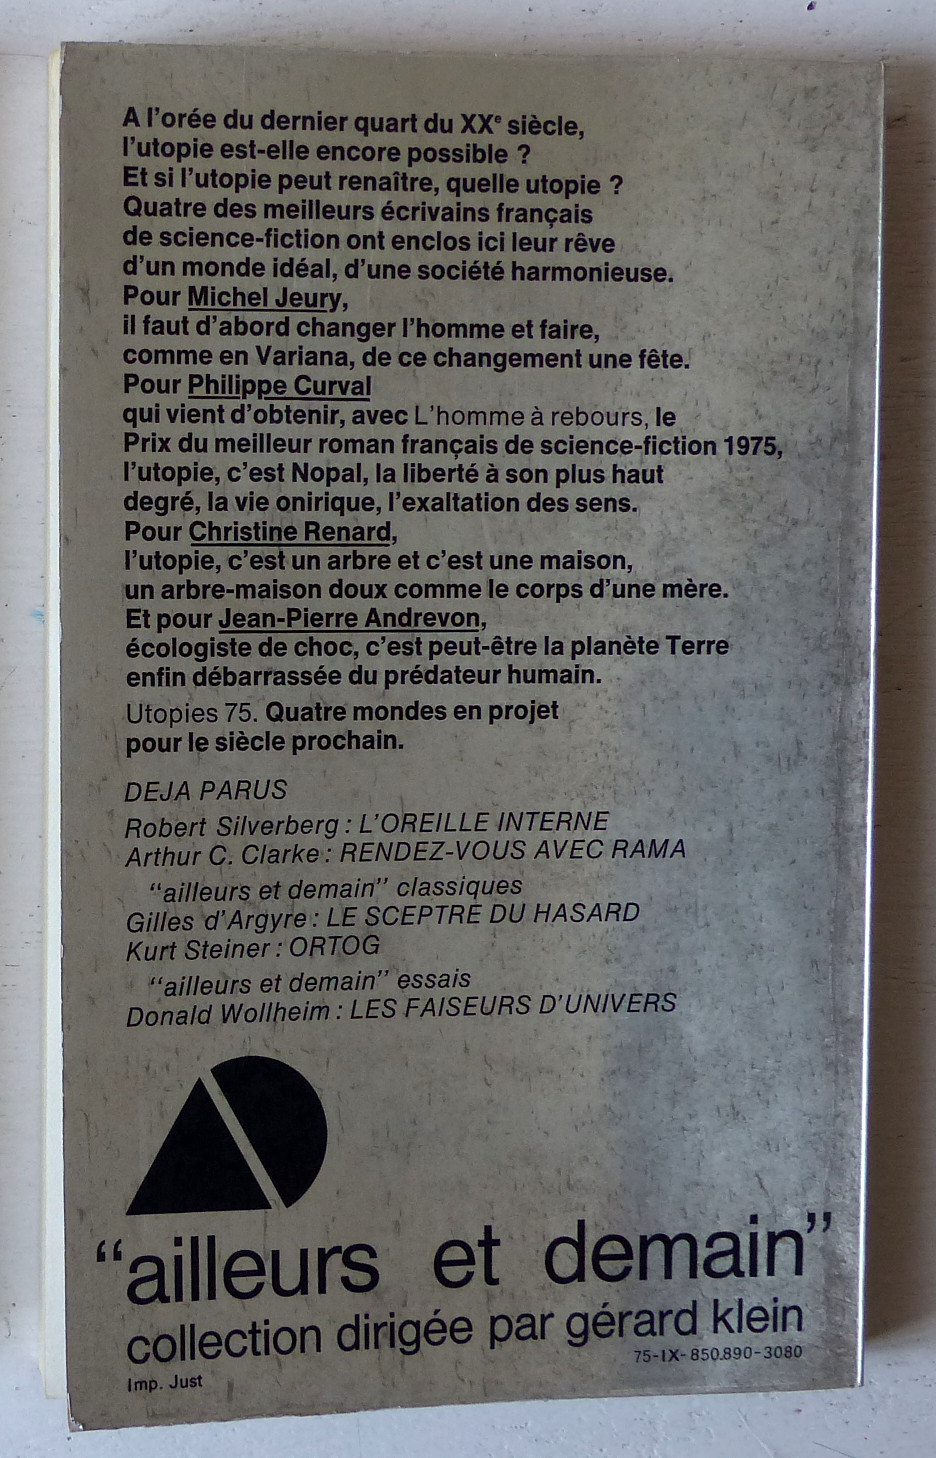 A l'orée du dernier quart du XXe siècle,
l'utopie est-elle encore possible ?
Et si l'utopie peut renaître, quelle utopie ?
Quatre des meilleurs écrivains français
de science-fiction ont enclos ici leur rêve
d'un monde idéal, d'une société harmonieuse.
Pour Michel Jeury,
il faut d'abord changer l'homme et faire,
comme en Variana, de ce changement une fête.
Pour Philippe Curval
qui vient d'obtenir, avec L'homme à rebours, le
Prix du meilleur roman français de science-fiction 1975,
l'utopie, c'est Nopal, la liberté à son plus haut
degré, la vie onirique, l'exaltation des sens.
Pour Christine Renard,
l'utopie, c'est un arbre et c'est une maison,
un arbre-maison doux comme le corps d'une mère.
Et pour Jean-Pierre Andrevon,
écologiste de choc, c'est peut-être la planète Terre
enfin débarrassée du prédateur humain.
Utopies 75. Quatre mondes en projet
pour le siècle prochain.
DEJA PARUS
Robert Silverberg : L'OREILLE INTERNE
Arthur C. Clarke : RENDEZ-VOUS AVEC RAMA
"ailleurs et demain" classiques
Gilles d'Argyre : LE SCEPTRE DU HASARD
Kurt Steiner : ORTOG
"ailleurs et demain" essais
Donald Wollheim : LES FAISEURS D'UNIVERS
"ailleurs et demain"
collection dirigée par gérard klein
75-IX-850.890-3080
Imp. Just